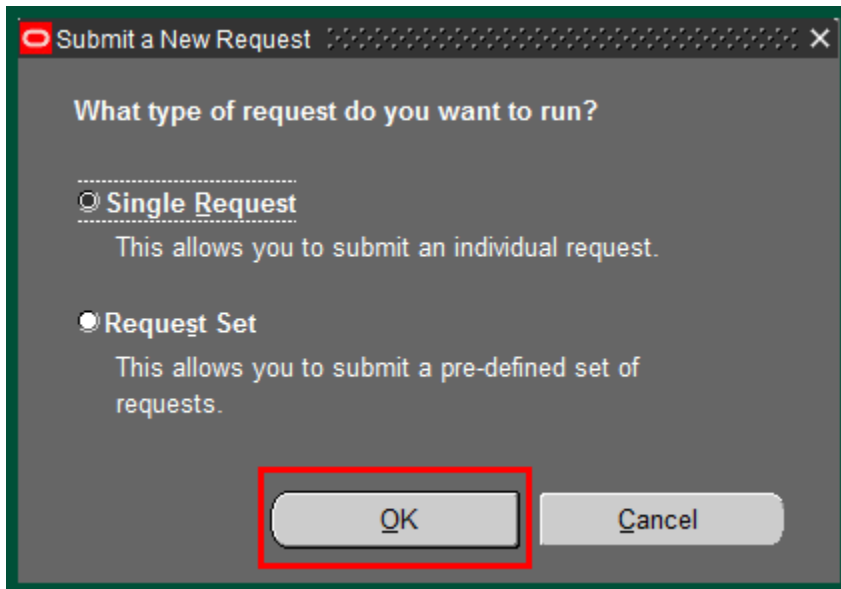 Submit a New Request
What type of request do you want to run?
Single Request
This allows you to submit an individual request.
Request Set
This allows you to submit a pre-defined set of
requests.
OK
Cancel